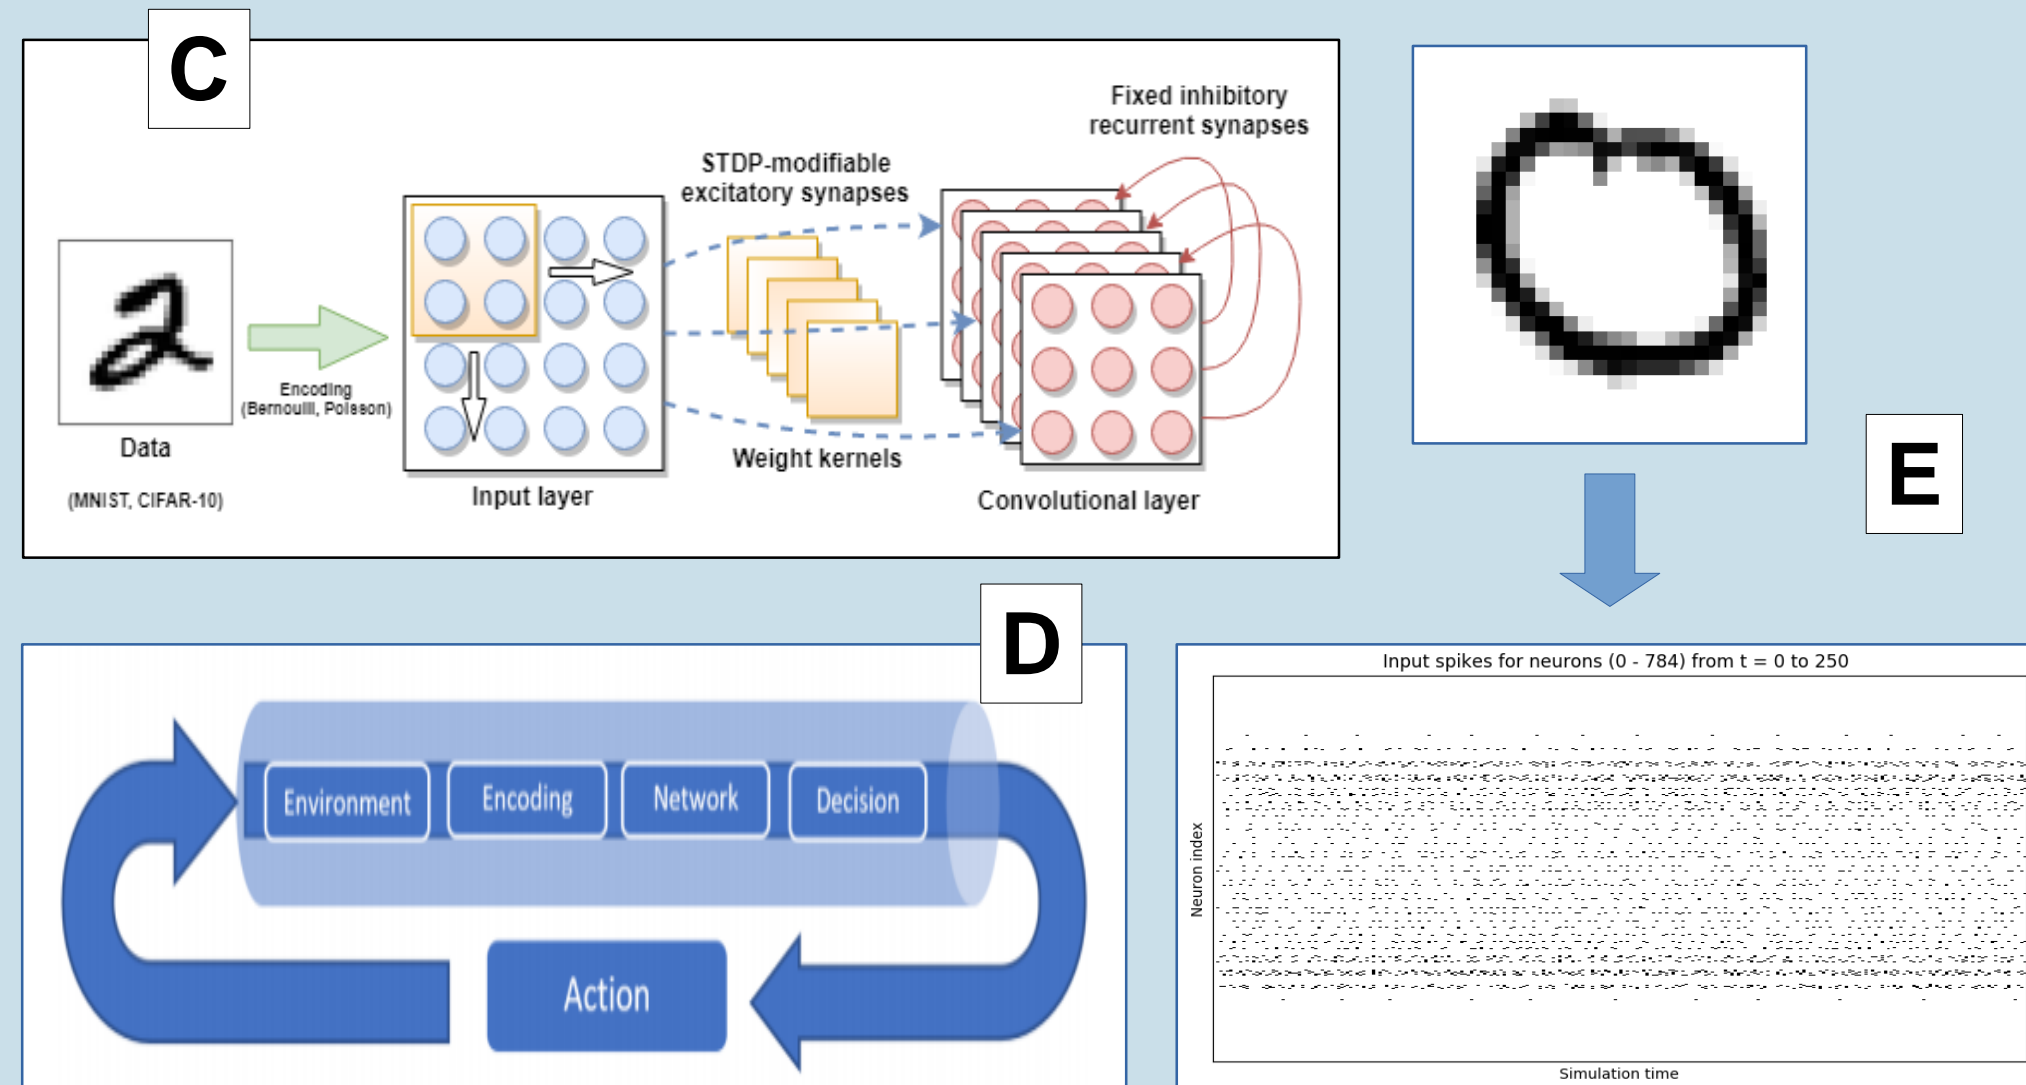 C
Fixed inhibitory
recurrent synapses
STDP-modifiable
excitatory synapses
Encoding
(Bernoulli, Poisson)
Data
(MNIST, CIFAR-10)
Input layer
Weight kernels
Convolutional layer
E
D
Environment
Encoding
Network
Decision
Action
Input spikes for neurons (0 - 784) from t = 0 to 250
Neuron index
Simulation time